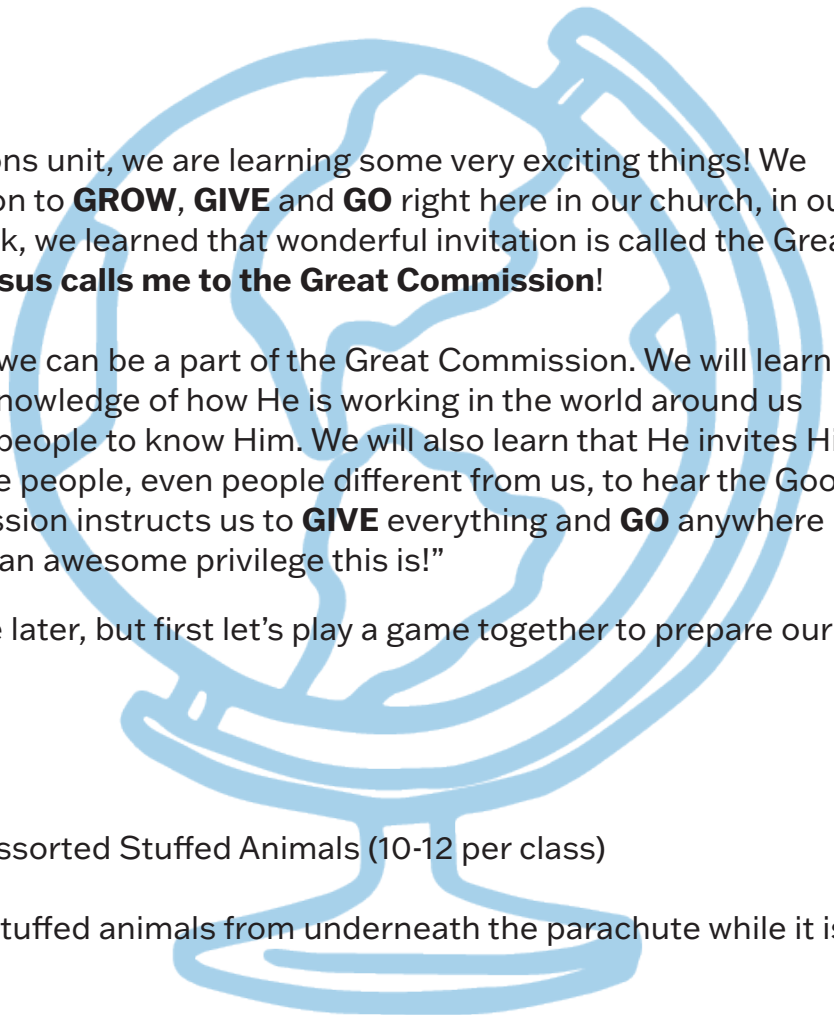 ons unit, we are learning some very exciting things! We
on to GROW, GIVE and GO right here in our church, in ou
k, we learned that wonderful invitation is called the Grea
sus calls me to the Great Commission!
we can be a part of the Great Commission. We will learn
nowledge of how He is working in the world around us
people to know Him. We will also learn that He invites Hi
e people, even people different from us, to hear the Goo
ssion instructs us to GIVE everything and GO anywhere
an awesome privilege this is!”
e later, but first let’s play a game together to prepare our
ssorted Stuffed Animals (10-12 per class)
tuffed animals from underneath the parachute while it is